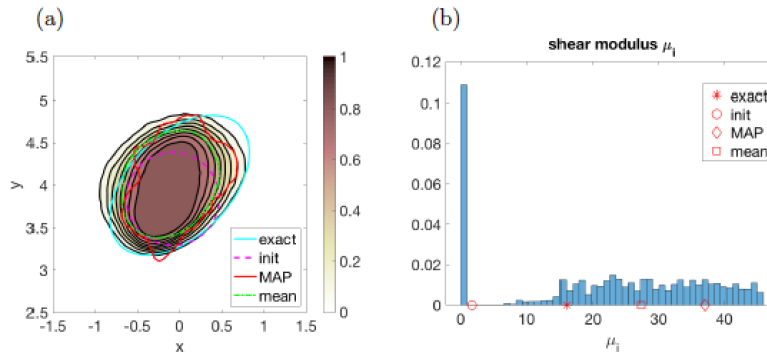 (a)
5.5
5
4.5
4
3.5
3
2.5
y
-1.5 -1 -0.5 0 0.5 1 1.5
x
1
0.8
0.6
0.4
0.2
0
exact
init
MAP
mean
(b)
shear modulus μi
0.12
0.1
0.08
0.06
0.04
0.02
0
0 10 20 30 40
μi
exact
init
MAP
mean